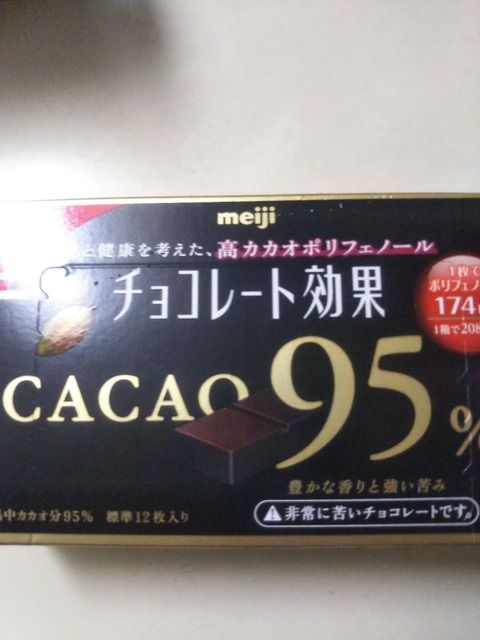 meiji
と健康を考えた、高カカオポリフェノール
チョコレート効果
1枚で
ポリフェノ
174
1箱で208
CACAO 95%
豊かな香りと強い苦み
中カカオ分95% 標準12枚入り
非常に苦いチョコレートです。